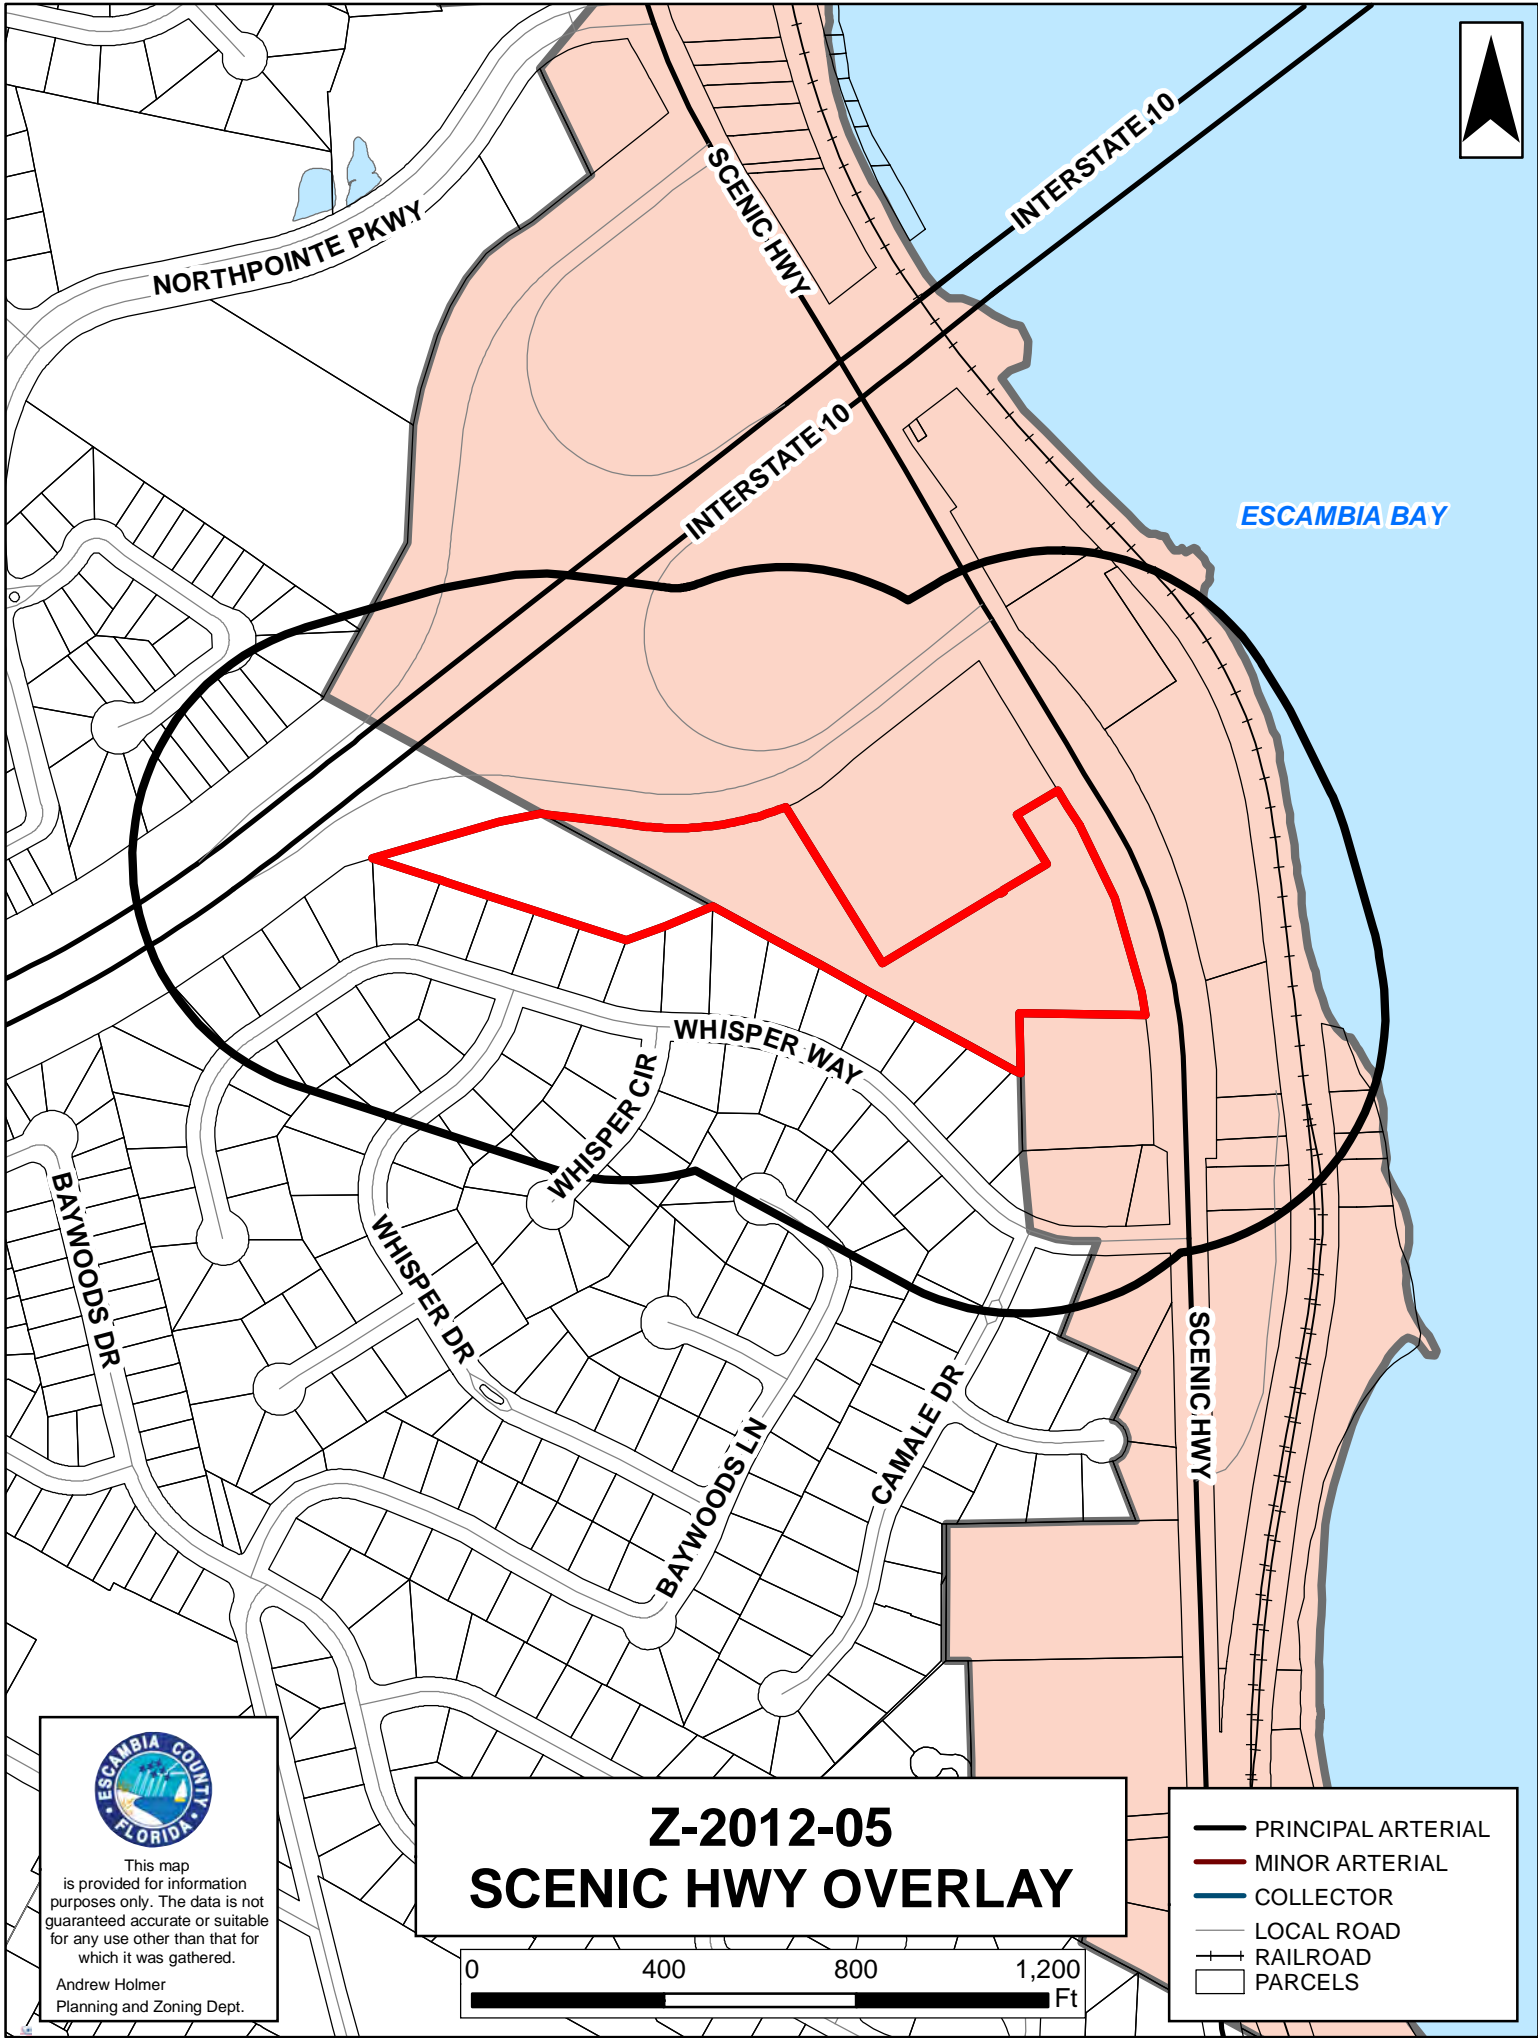 INTERSTATE 10
SCENIC HWY
NORTHPOINTE PKWY
INTERSTATE 10
ESCAMBIA BAY
WHISPER WAY
WHISPER CIR
BAYWOODS DR
WHISPER DR
SCENIC HWY
CAMALE DR
BAYWOODS LN
ESCAMBIA COUNTY
FLORIDA
This map
is provided for information
purposes only. The data is not
guaranteed accurate or suitable
for any use other than that for
which it was gathered.
Andrew Holmer
Planning and Zoning Dept.
Z-2012-05
SCENIC HWY OVERLAY
0 400 800 1,200
Ft
PRINCIPAL ARTERIAL
MINOR ARTERIAL
COLLECTOR
LOCAL ROAD
RAILROAD
PARCELS